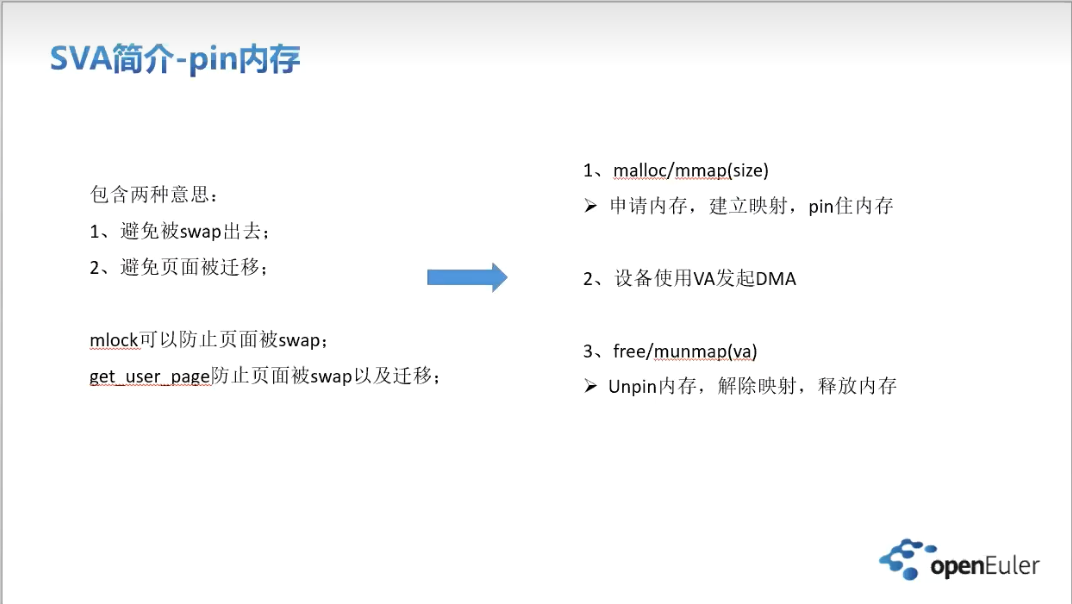 SVA简介-pin内存
包含两种意思：
1、避免被swap出去；
2、避免页面被迁移；
mlock可以防止页面被swap；
get_user_page防止页面被swap以及迁移；
1、malloc/mmap(size)
➢ 申请内存，建立映射，pin住内存
2、设备使用VA发起DMA
3、free/munmap(va)
➢ Unpin内存，解除映射，释放内存
openEuler